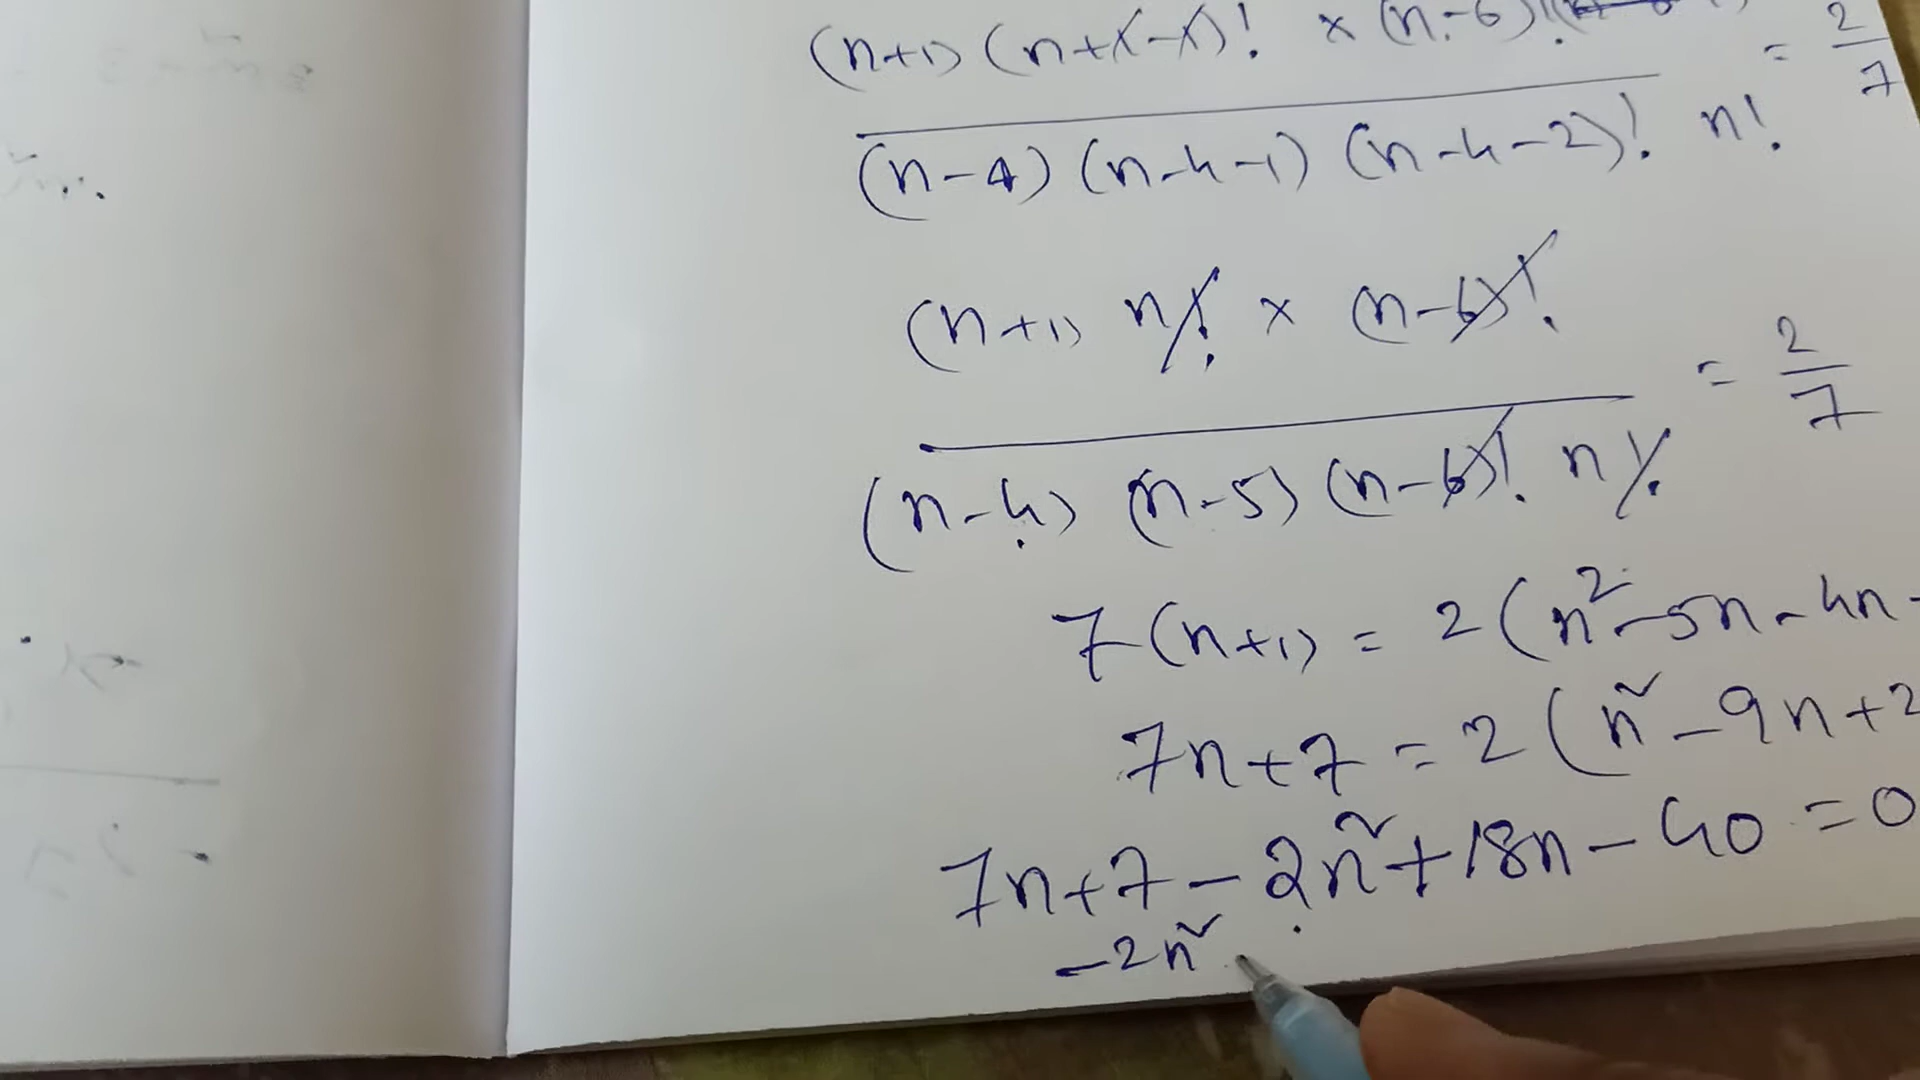 (n+1) (n+1-1)! × (n-6)! = 2/7
(n-4) (n-4-1) (n-4-2)! n!
(n+1) n! × (n-6)! = 2/7
(n-4) (n-5) (n-6)! n!
7(n+1) = 2(n²-5n-4n
7n+7 = 2(n²-9n+2
7n+7-2n²+18n-40=0
-2n²